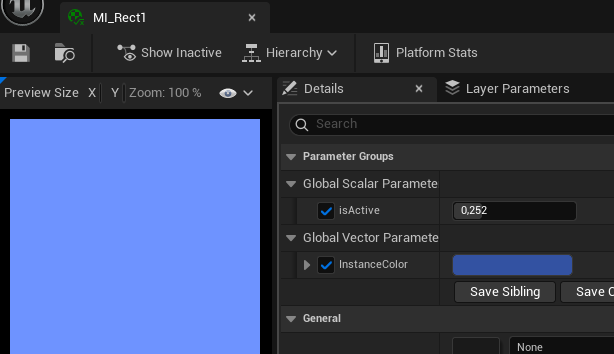 MI_Rect1
Show Inactive
Hierarchy
Platform Stats
Preview Size X Y Zoom: 100 %
Details
Layer Parameters
Search
Parameter Groups
Global Scalar Paramete
isActive
0,252
Global Vector Paramete
InstanceColor
Save Sibling
Save C
General
None